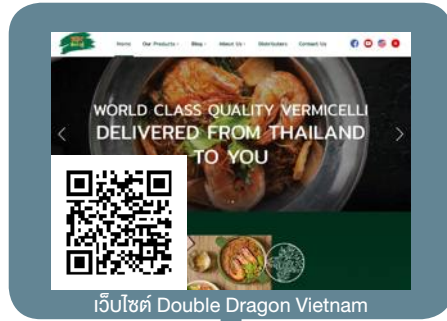 Home Our Products Blog About Us Distributors Contact Us
WORLD CLASS QUALITY VERMICELLI
DELIVERED FROM THAILAND
TO YOU
เว็บไซต์ Double Dragon Vietnam